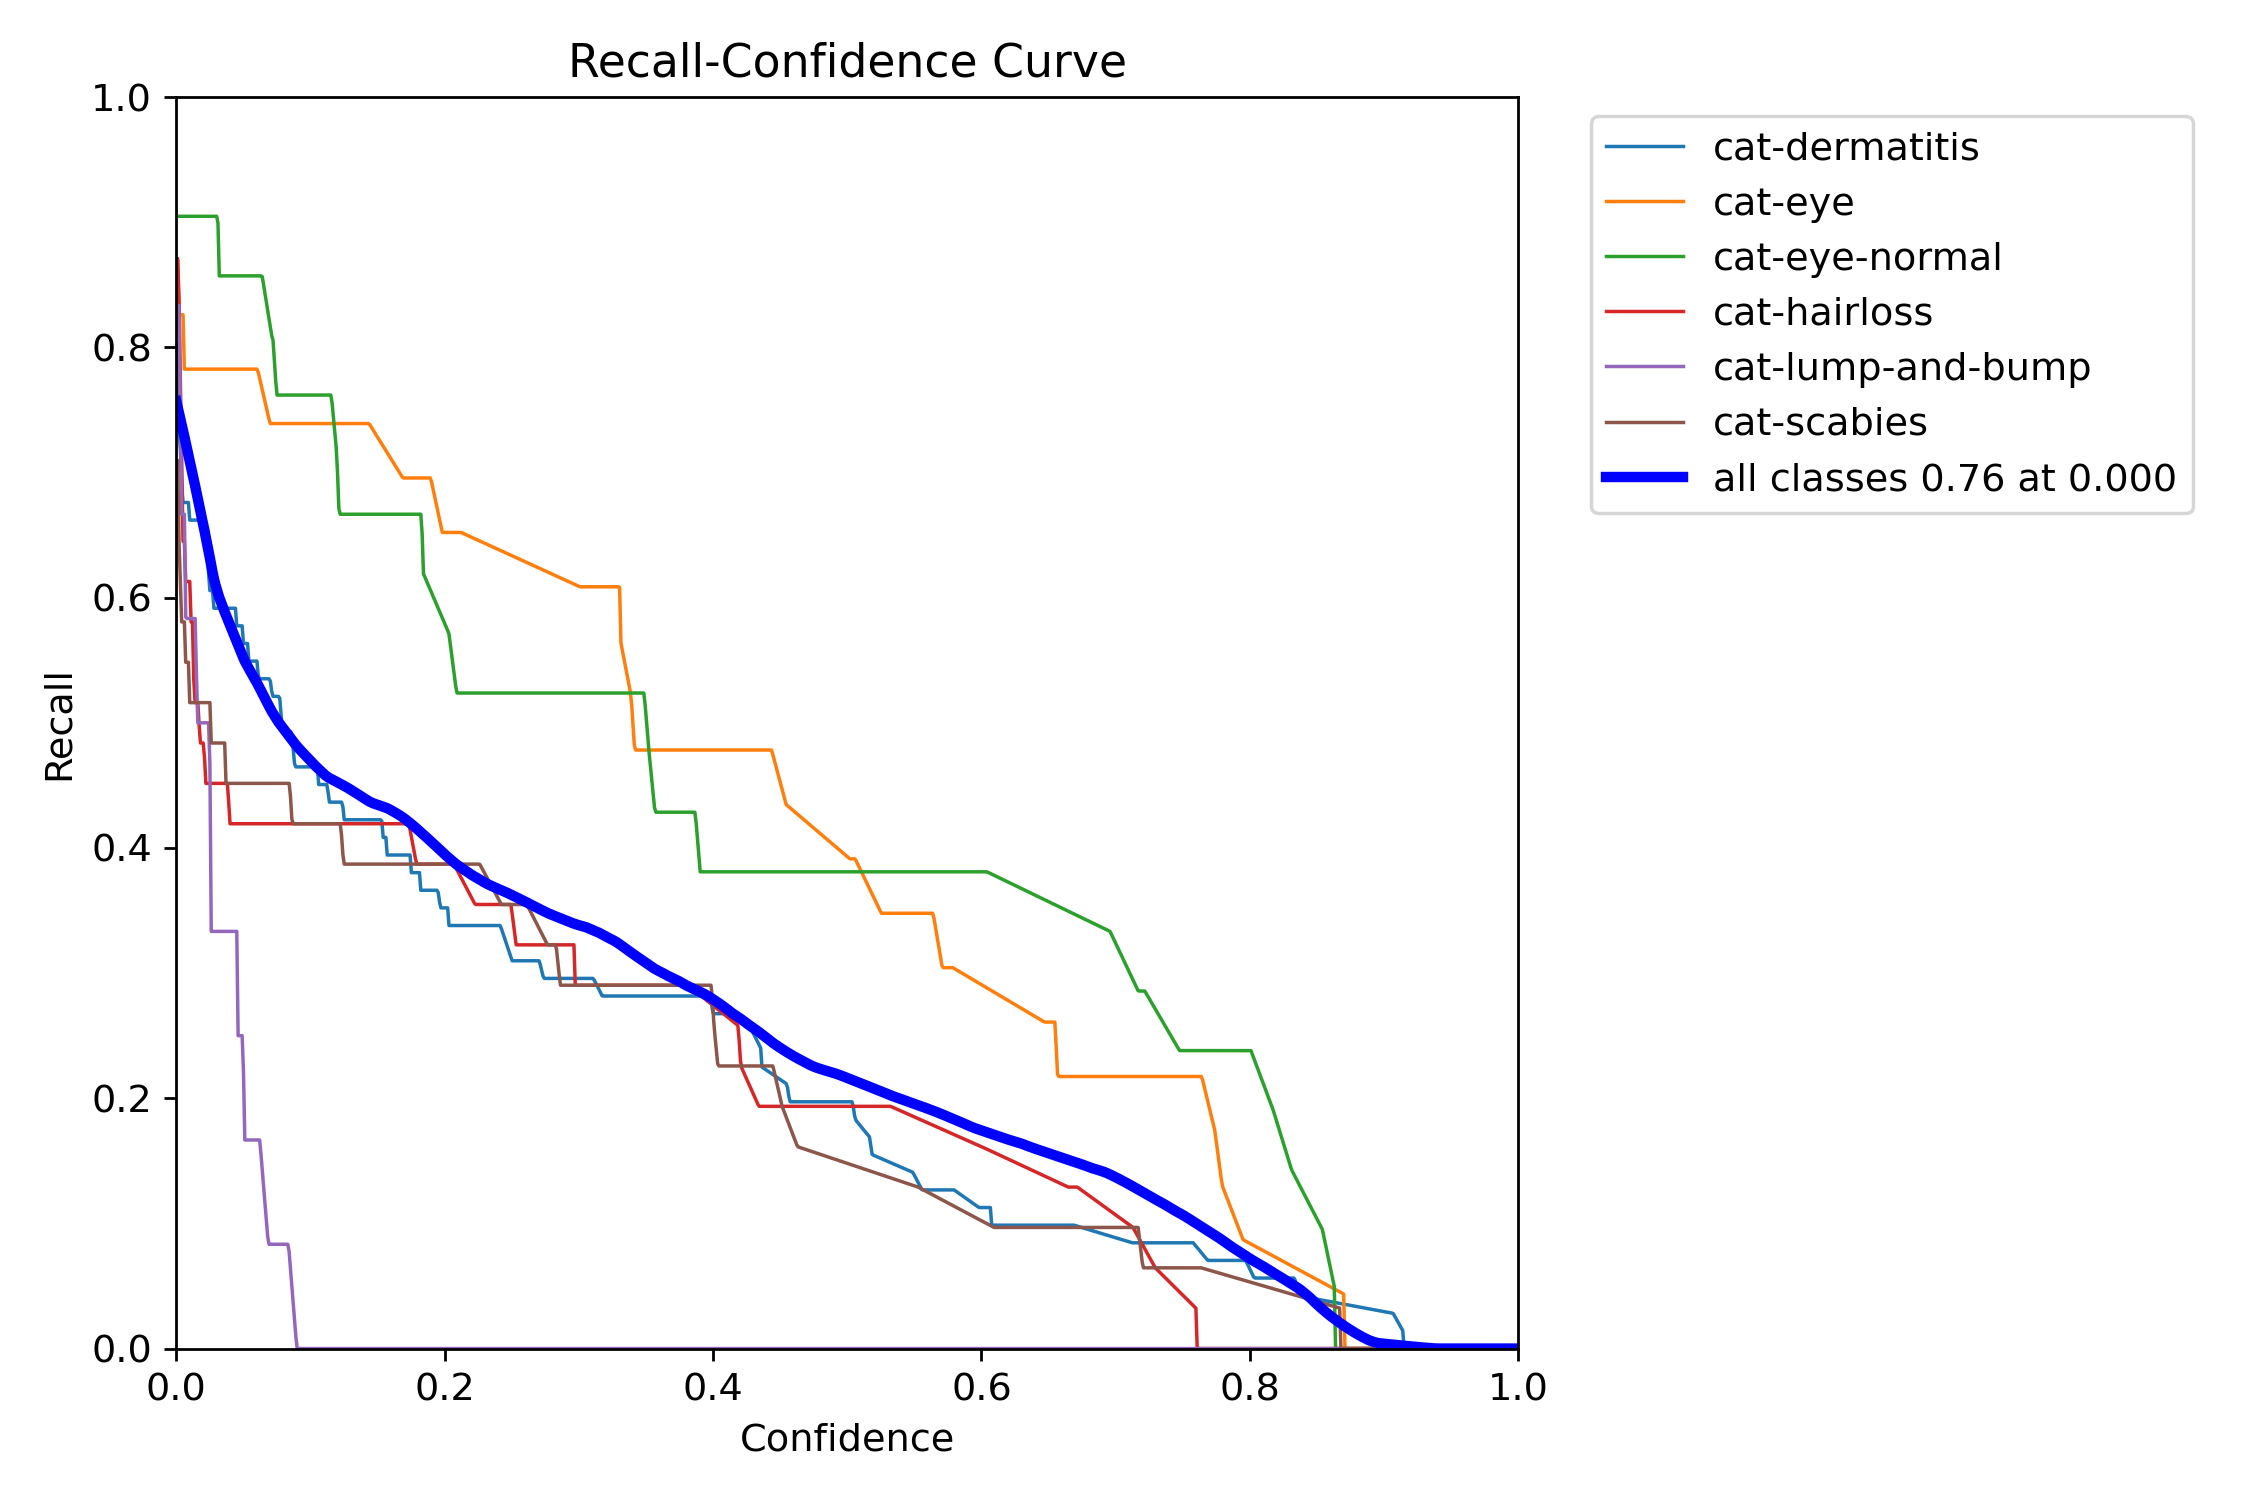 Recall-Confidence Curve
1.0
0.8
0.6
0.4
0.2
0.0
Recall
0.0 0.2 0.4 0.6 0.8 1.0
Confidence
cat-dermatitis
cat-eye
cat-eye-normal
cat-hairloss
cat-lump-and-bump
cat-scabies
all classes 0.76 at 0.000